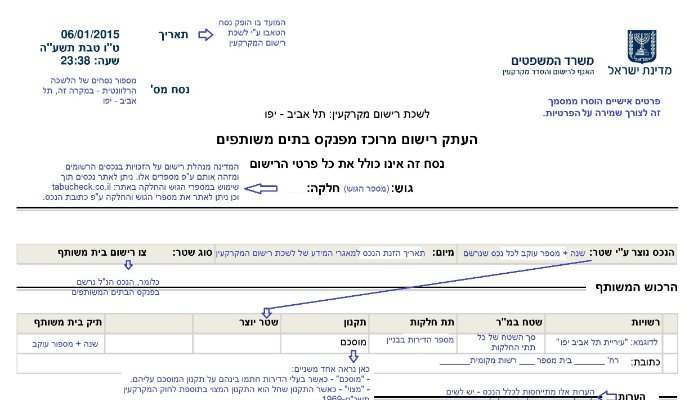 06/01/2015
ט"ו טבת תשע"ה
שעה: 23:38
תאריך
המועד בו הופק נסח
הטאבו ע"י לשכת
רישום המקרקעין
משרד המשפטים
האגף לרישום והסדר מקרקעין
מדינת ישראל
נסח מס'
מספור נסחים של הלשכה
הרלוונטית - במקרה זה, תל
אביב - יפו
פרטים אישיים הוסרו ממסמך
זה לצורך שמירה על הפרטיות.
לשכת רישום מקרקעין: תל אביב - יפו
העתק רישום מרוכז מפנקס בתים משותפים
נסח זה אינו כולל את כל פרטי הרישום
גוש: (מספר הגוש) חלקה:
המדינה מנהלת רישום על הזכויות בנכסים הרשומים
ומזהה אותם ע"פ מספרים אלו. ניתן לאתר נכסים תוך
שימוש במספרי הגוש והחלקה באתר: tabucheck.co.il
וכן ניתן לאתר מספרי הגוש והחלקה ע"פ כתובת הנכס.
הנכס נוצר ע"י שטר: שנה + מספר עוקב לכל נכס שנרשם
מיום: תאריך הזנת הנכס למאגרי המידע של לשכת רישום המקרקעין
סוג שטר: צו רישום בית משותף
כלומר, הנכס הנ"ל נרשם
בפנקס הבתים המשותפים
הרכוש המשותף
רשויות
שטח במ"ר
תת חלקות
תקנון
שטר יוצר
תיק בית משותף
לדוגמא: "עיריית תל אביב יפו"
סך השטח של כל
תתי החלקות
מספר הדירות בבניין
מוסכם
שנה + מספור עוקב
כתובת: רח' ______ בית מספר ___ רשות מקומית______
כאן נראה אחד משניים:
- "מוסכם" - כאשר בעלי הדירות חתמו בינהם על תקנון המוסכם עליהם.
- "מצוי" - כאשר התקנון שחל הוא התקנון המצוי בתוספת לחוק המקרקעין
תשכ"ט-1969
הערות
הערות אלו מתייחסות לכלל הנכס - יש לשים